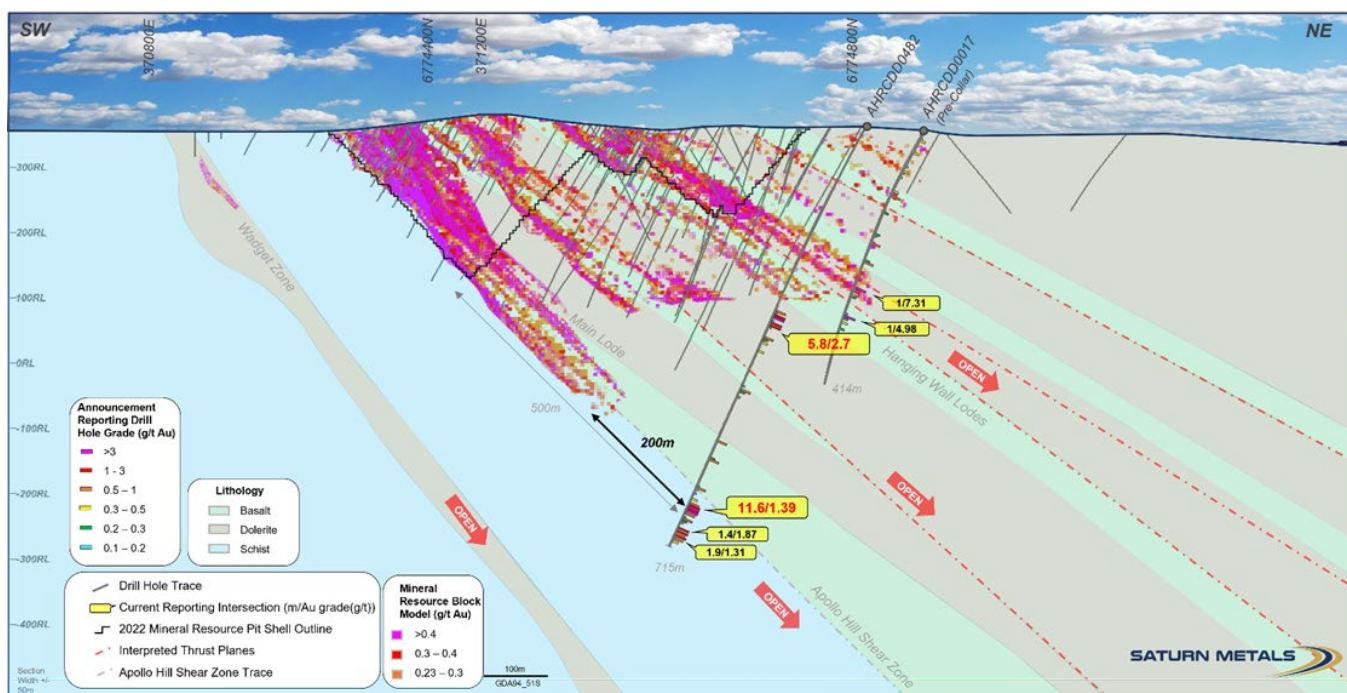 SW
NE
370800E
6774400N
371200E
6774800N
AHRCDD0482
AHRCDD0017
(Pre-Collar)
300RL
200RL
100RL
0RL
-100RL
-200RL
-300RL
-400RL
Wadget Zone
Main Lode
Hanging Wall Lodes
Apollo Hill Shear Zone
1/7.31
1/4.98
5.8/2.7
414m
500m
200m
11.6/1.39
1.4/1.87
1.9/1.31
715m
OPEN
OPEN
OPEN
OPEN
Announcement
Reporting Drill
Hole Grade (g/t Au)
>3
1 - 3
0.5 – 1
0.3 – 0.5
0.2 – 0.3
0.1 – 0.2
Lithology
Basalt
Dolerite
Schist
Drill Hole Trace
Current Reporting Intersection (m/Au grade(g/t))
2022 Mineral Resource Pit Shell Outline
Interpreted Thrust Planes
Apollo Hill Shear Zone Trace
Mineral
Resource Block
Model (g/t Au)
>0.4
0.3 – 0.4
0.23 – 0.3
100m
GDA94_51S
Section
Width +/-
50m
SATURN METALS